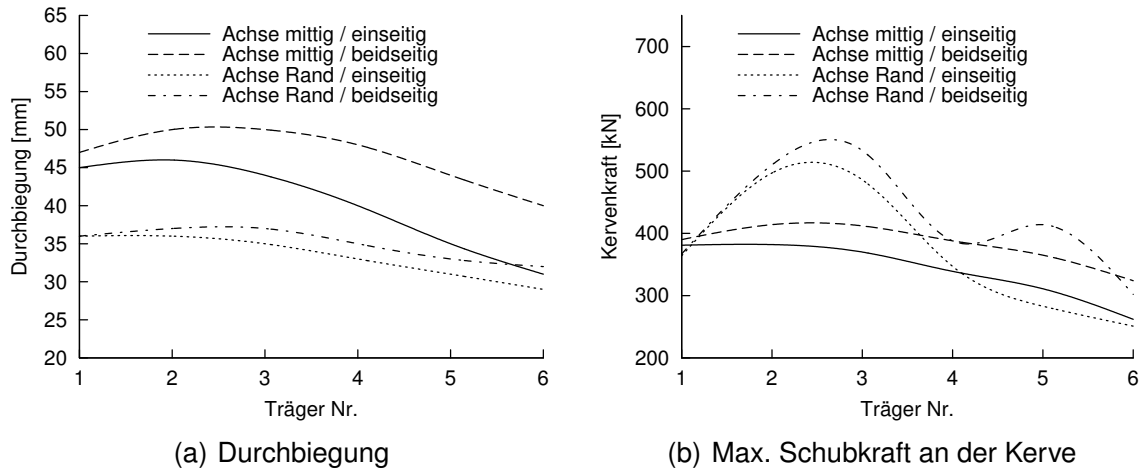 65
60
55
50
45
40
35
30
25
20
Durchbiegung [mm]
Achse mittig / einseitig
Achse mittig / beidseitig
Achse Rand / einseitig
Achse Rand / beidseitig
1 2 3 4 5 6
Träger Nr.
(a) Durchbiegung
700
600
500
400
300
200
Kervenkraft [kN]
Achse mittig / einseitig
Achse mittig / beidseitig
Achse Rand / einseitig
Achse Rand / beidseitig
1 2 3 4 5 6
Träger Nr.
(b) Max. Schubkraft an der Kerve